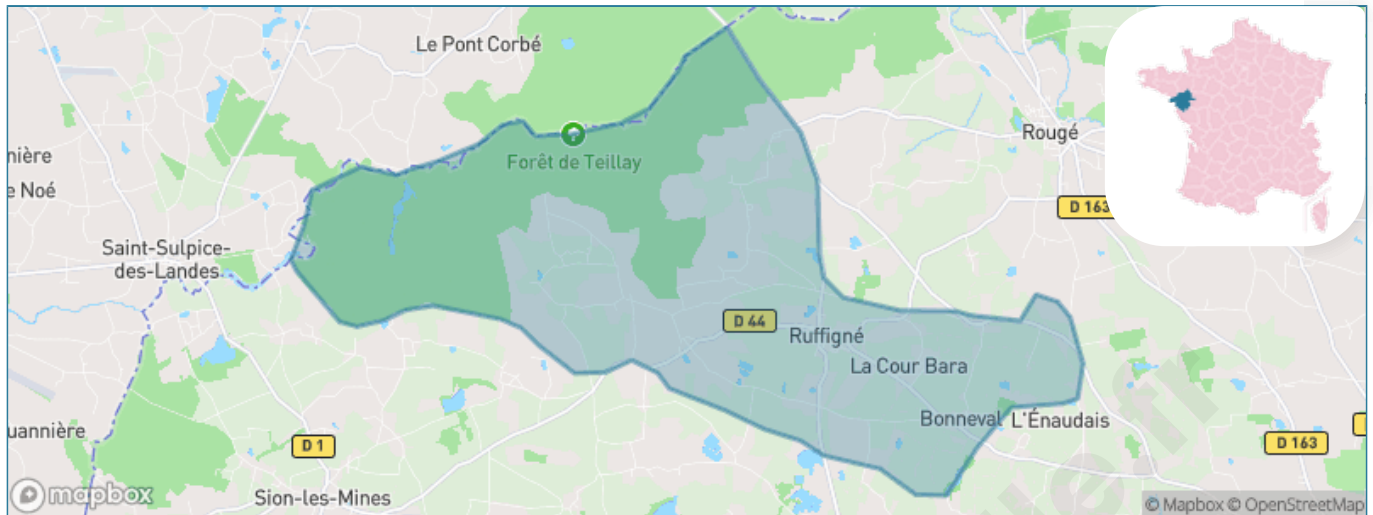 Le Pont Corbé
Rougé
nière
e Noé
Forêt de Teillay
D 163
Saint-Sulpice-
des-Landes
D 44
Ruffigné
La Cour Bara
Bonneval
L'Énaudais
uannière
D 1
D 163
Sion-les-Mines
mapbox
© Mapbox © OpenStreetMap